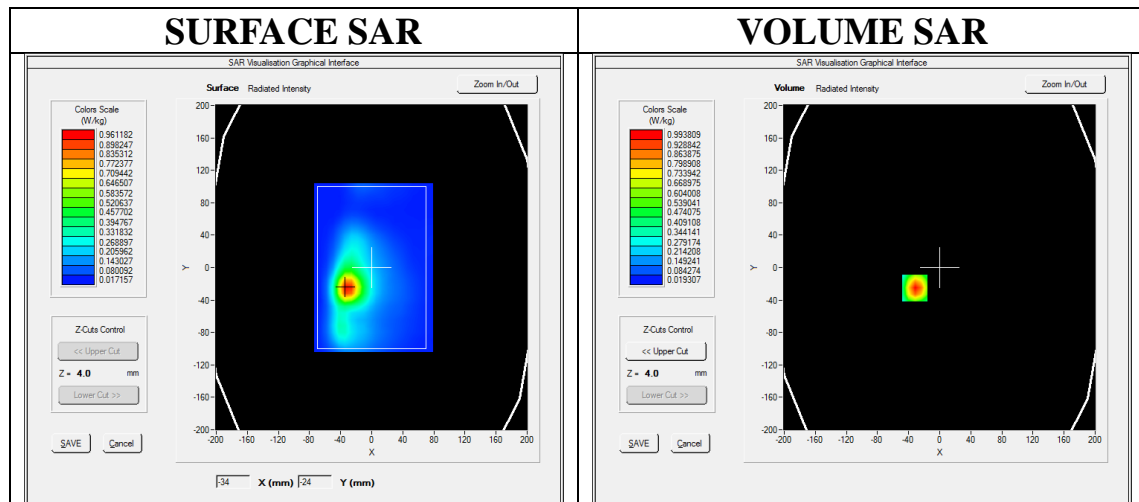 SURFACE SAR
SAR Visualisation Graphical Interface
Surface Radiated Intensity
Zoom In/Out
Colors Scale
(W/kg)
0.961182
0.898247
0.835312
0.772377
0.709442
0.646507
0.583572
0.520637
0.457702
0.394767
0.331832
0.268897
0.205962
0.143027
0.080092
0.017157
200
160
120
80
40
0
-40
-80
-120
-160
-200
Y
-200 -160 -120 -80 -40 0 40 80 120 160 200
X
Z-Cuts Control
<< Upper Cut
Z = 4.0 mm
Lower Cut >>
SAVE Cancel
-34 X (mm) -24 Y (mm)
VOLUME SAR
SAR Visualisation Graphical Interface
Volume Radiated Intensity
Zoom In/Out
Colors Scale
(W/kg)
0.993809
0.928842
0.863875
0.798908
0.733942
0.668975
0.604008
0.539041
0.474075
0.409108
0.344141
0.279174
0.214208
0.149241
0.084274
0.019307
200
160
120
80
40
0
-40
-80
-120
-160
-200
Y
-200 -160 -120 -80 -40 0 40 80 120 160 200
X
Z-Cuts Control
<< Upper Cut
Z = 4.0 mm
Lower Cut >>
SAVE Cancel